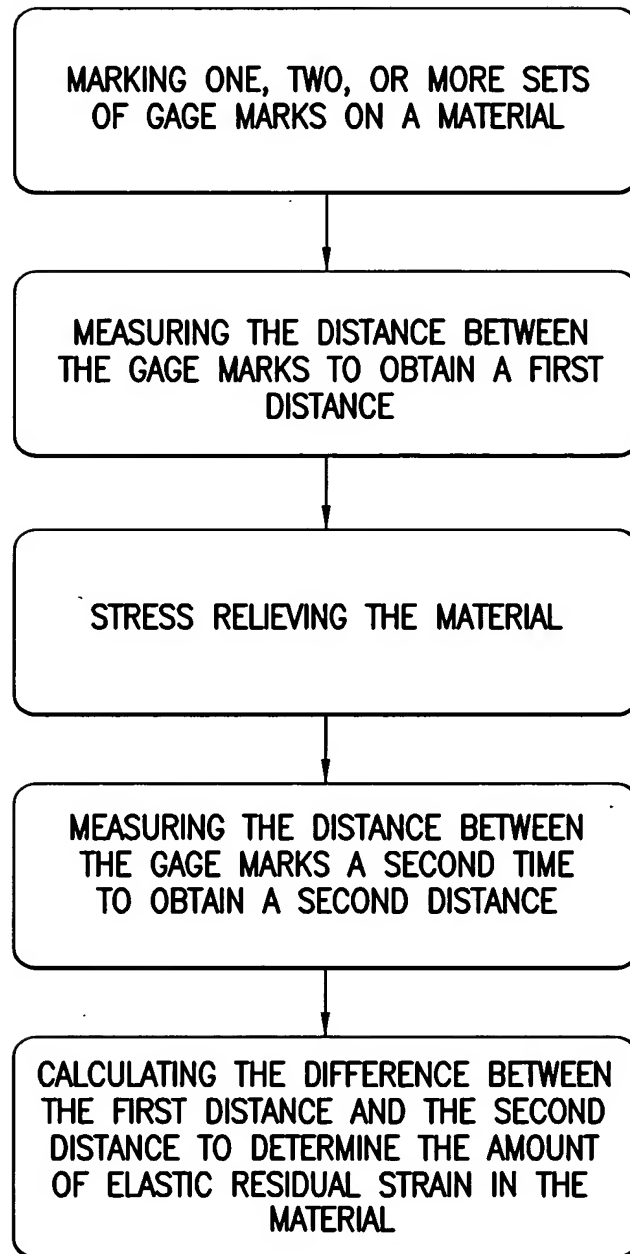 MARKING ONE, TWO, OR MORE SETS
OF GAGE MARKS ON A MATERIAL
MEASURING THE DISTANCE BETWEEN
THE GAGE MARKS TO OBTAIN A FIRST
DISTANCE
STRESS RELIEVING THE MATERIAL
MEASURING THE DISTANCE BETWEEN
THE GAGE MARKS A SECOND TIME
TO OBTAIN A SECOND DISTANCE
CALCULATING THE DIFFERENCE BETWEEN
THE FIRST DISTANCE AND THE SECOND
DISTANCE TO DETERMINE THE AMOUNT
OF ELASTIC RESIDUAL STRAIN IN THE
MATERIAL